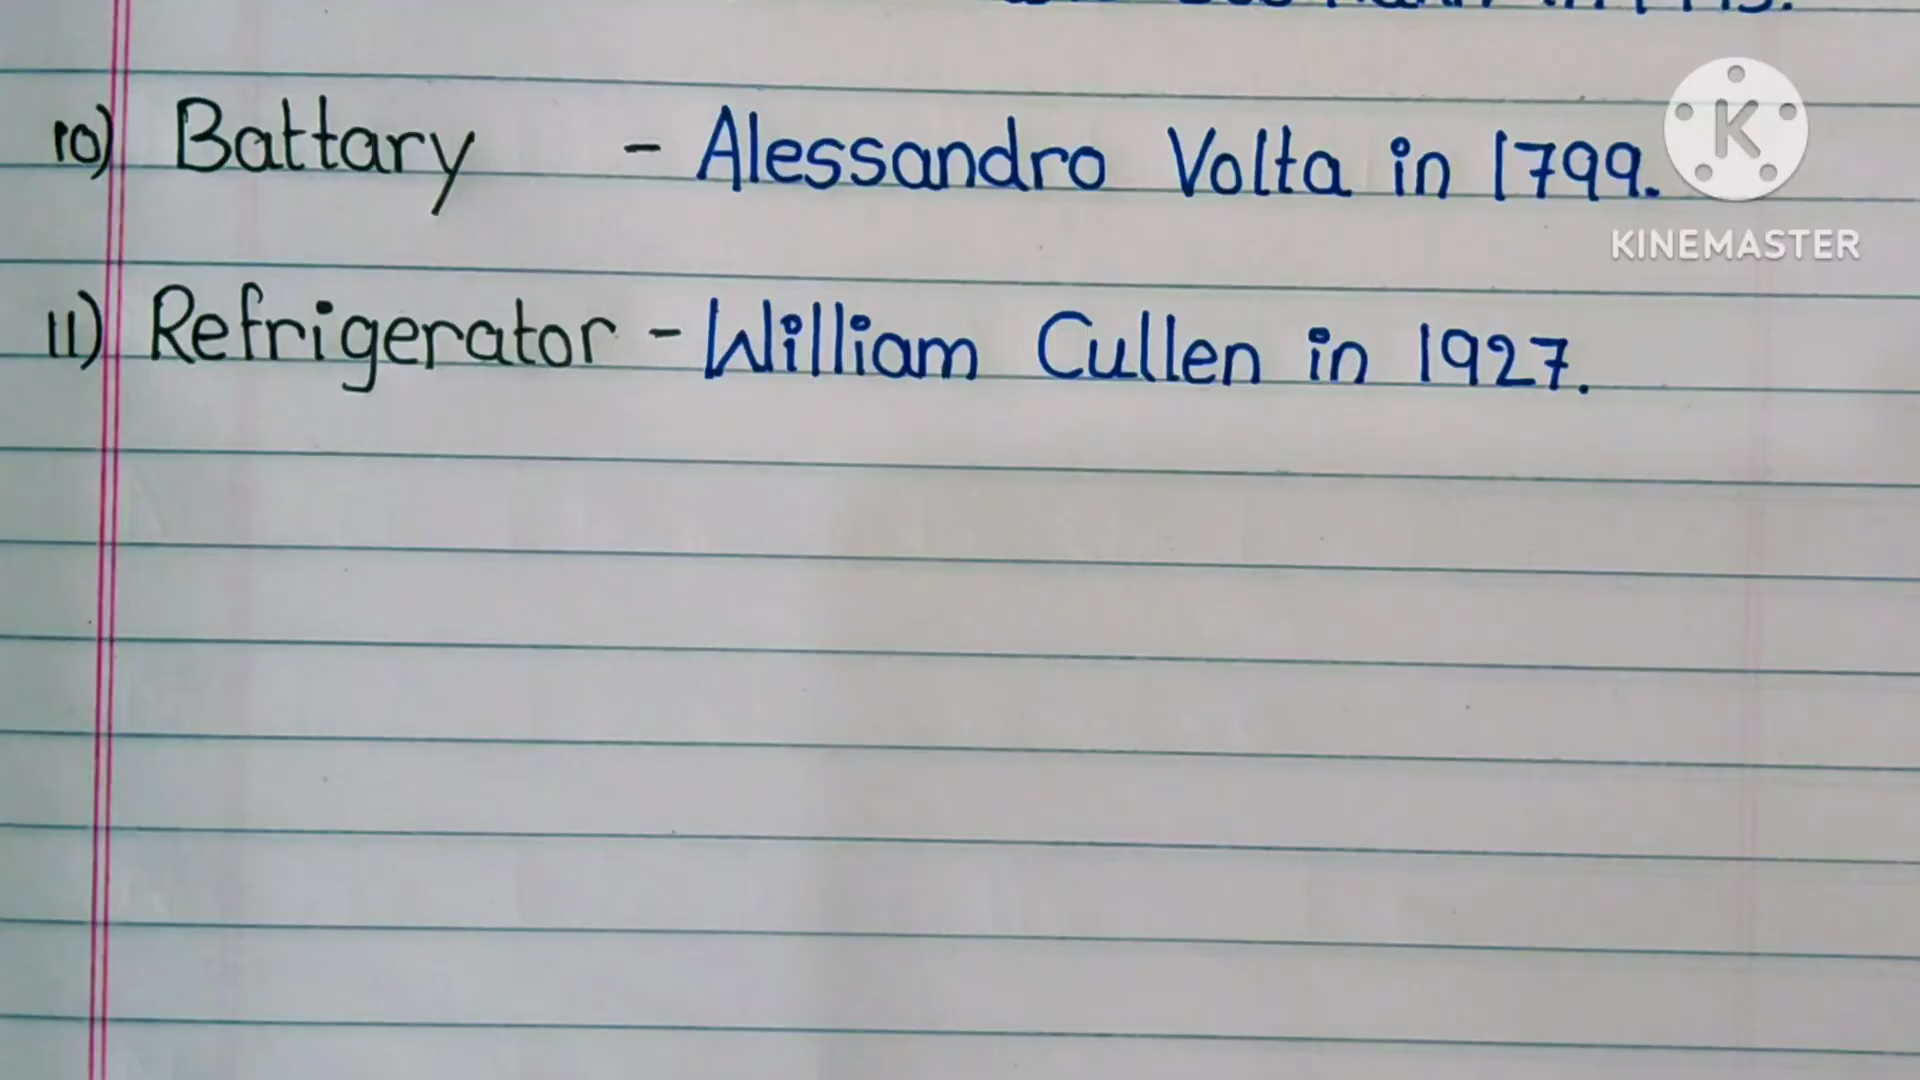 10) Battary - Alessandro Volta in 1799.
KINEMASTER
11) Refrigerator - William Cullen in 1927.